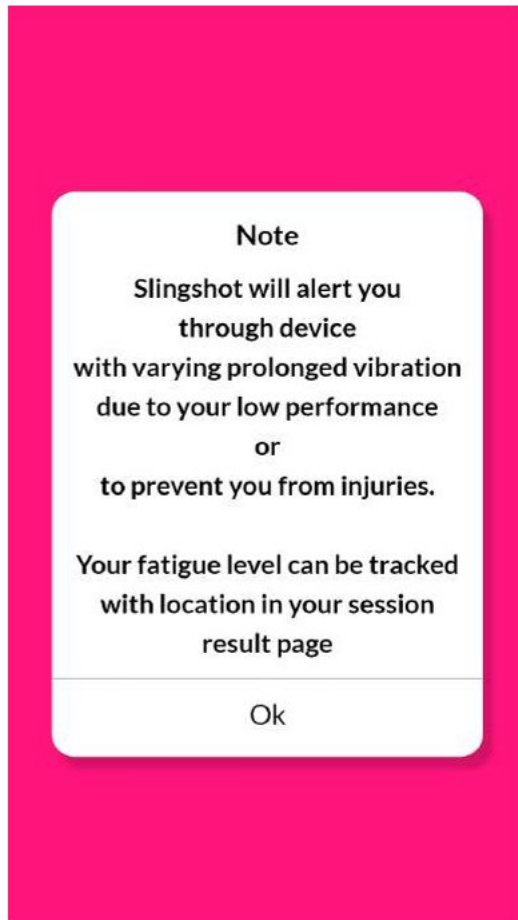 Note
Slingshot will alert you
through device
with varying prolonged vibration
due to your low performance
or
to prevent you from injuries.
Your fatigue level can be tracked
with location in your session
result page
Ok